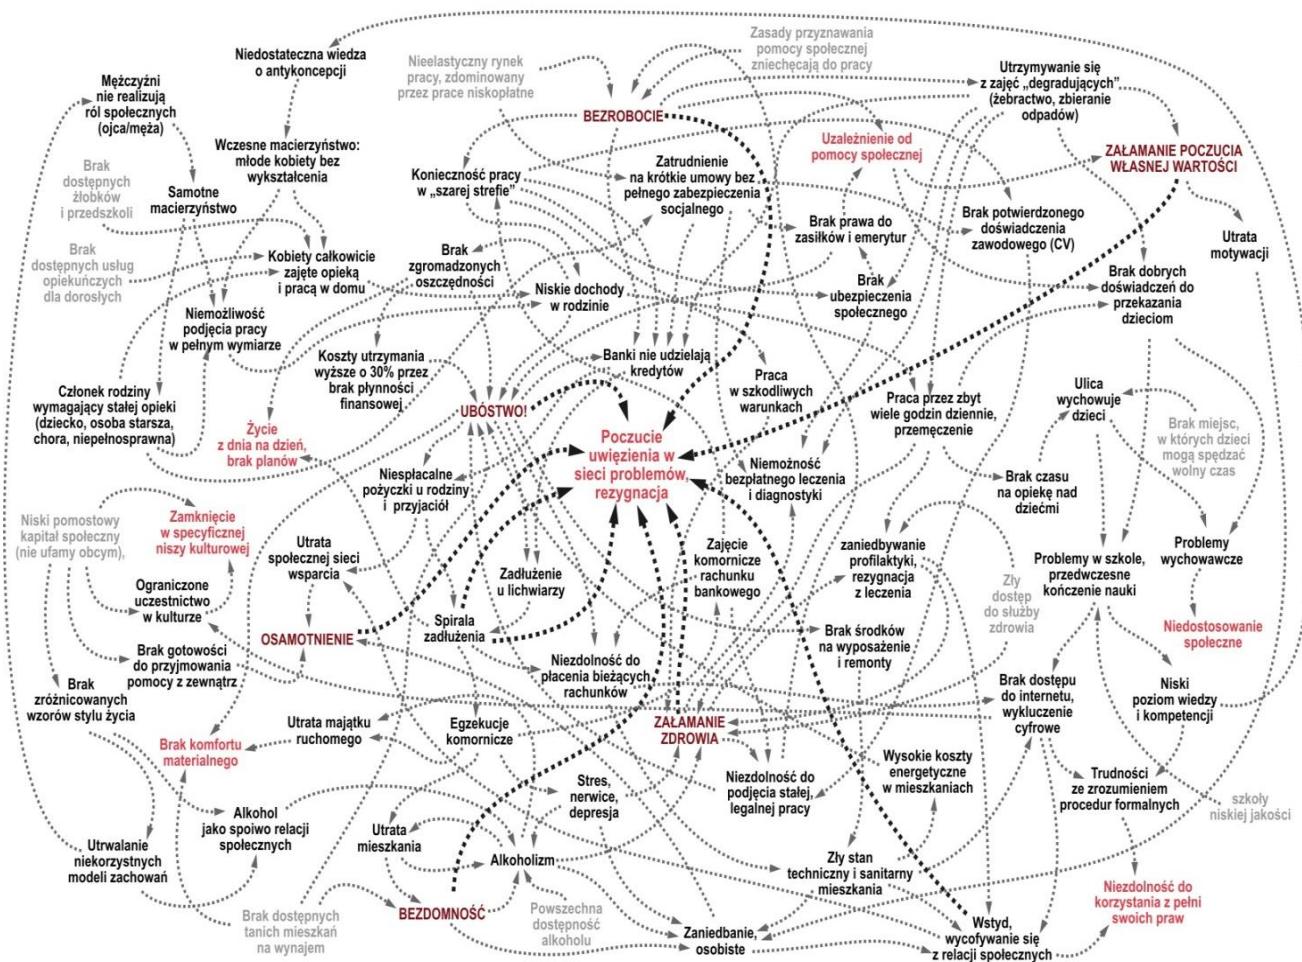 Niedostateczna wiedza
o antykoncepcji
Nieelastyczny rynek
pracy, zdominowany
przez prace niskopłatne
Zasady przyznawania
pomocy społecznej
zniechęcają do pracy
Utrzymywanie się
z zajęć „degradujących”
(żebractwo, zbieranie
odpadów)
Mężczyźni
nie realizują
ról społecznych
(ojca/męża)
BEZROBOCIE
Uzależnienie od
pomocy społecznej
ZAŁAMANIE POCZUCIA
WŁASNEJ WARTOŚCI
Wczesne macierzyństwo:
młode kobiety bez
wykształcenia
Brak
dostępnych
żłobków
i przedszkoli
Samotne
macierzyństwo
Konieczność pracy
w „szarej strefie”
Zatrudnienie
na krótkie umowy bez
pełnego zabezpieczenia
socjalnego
Brak prawa do
zasiłków i emerytur
Brak potwierdzonego
doświadczenia
zawodowego (CV)
Utrata
motywacji
Brak
dostępnych usług
opiekuńczych
dla dorosłych
Kobiety całkowicie
zajęte opieką
i pracą w domu
Brak
zgromadzonych
oszczędności
Niskie dochody
w rodzinie
Brak
ubezpieczenia
społecznego
Brak dobrych
doświadczeń do
przekazania
dzieciom
Niemożliwość
podjęcia pracy
w pełnym wymiarze
Koszty utrzymania
wyższe o 30% przez
brak płynności
finansowej
Banki nie udzielają
kredytów
Praca
w szkodliwych
warunkach
Praca przez zbyt
wiele godzin dziennie,
przemęczenie
Ulica
wychowuje
dzieci
Członek rodziny
wymagający stałej opieki
(dziecko, osoba starsza,
chora, niepełnosprawna)
Życie
z dnia na dzień,
brak planów
UBÓSTWO!
Poczucie
uwięzienia w
sieci problemów,
rezygnacja
Brak miejsc,
w których dzieci
mogą spędzać
wolny czas
Niespłacalne
pożyczki u rodziny
i przyjaciół
Niemożność
bezpłatnego leczenia
i diagnostyki
Brak czasu
na opiekę nad
dziećmi
Niski pomostowy
kapitał społeczny
(nie ufamy obcym),
Zamknięcie
w specyficznej
niszy kulturowej
Utrata
społecznej sieci
wsparcia
Zadłużenie
u lichwiarzy
Zajęcie
komornicze
rachunku
bankowego
zaniedbywanie
profilaktyki,
rezygnacja
z leczenia
Zły
dostęp
do służby
zdrowia
Problemy w szkole,
przedwczesne
kończenie nauki
Problemy
wychowawcze
Ograniczone
uczestnictwo
w kulturze
OSAMOTNIENIE
Spirala
zadłużenia
Brak środków
na wyposażenie
i remonty
Niedostosowanie
społeczne
Brak gotowości
do przyjmowania
pomocy z zewnątrz
Niezdolność do
płacenia bieżących
rachunków
Brak
zróżnicowanych
wzorów stylu życia
Brak dostępu
do internetu,
wykluczenie
cyfrowe
Niski
poziom wiedzy
i kompetencji
Utrata majątku
ruchomego
Egzekucje
komornicze
ZAŁAMANIE
ZDROWIA
Brak komfortu
materialnego
Niezdolność do
podjęcia stałej,
legalnej pracy
Wysokie koszty
energetyczne
w mieszkaniach
Trudności
ze zrozumieniem
procedur formalnych
szkoły
niskiej jakości
Stres,
nerwice,
depresja
Alkohol
jako spoiwo relacji
społecznych
Utrwalanie
niekorzystnych
modeli zachowań
Utrata
mieszkania
Alkoholizm
Zły stan
techniczny i sanitarny
mieszkania
Niezdolność do
korzystania z pełni
swoich praw
Brak dostępnych
tanich mieszkań
na wynajem
BEZDOMNOŚĆ
Powszechna
dostępność
alkoholu
Zaniedbanie,
osobiste
Wstyd,
wycofywanie się
z relacji społecznych